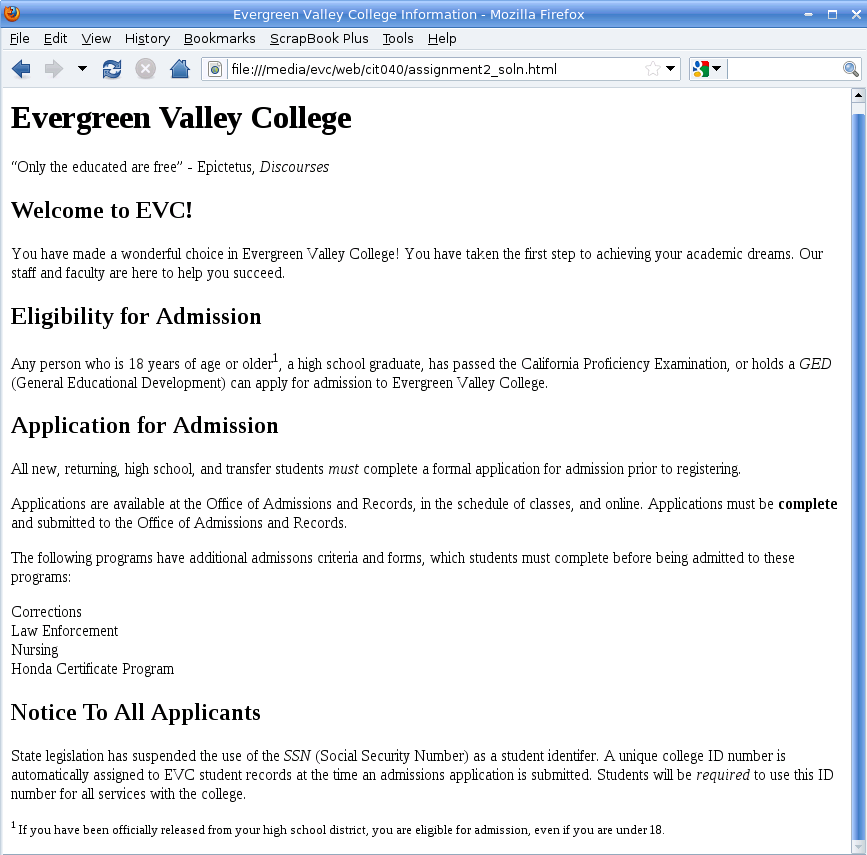 Evergreen Valley College Information - Mozilla Firefox
File Edit View History Bookmarks ScrapBook Plus Tools Help
file:///media/evc/web/cit040/assignment2_soln.html
Evergreen Valley College
“Only the educated are free” - Epictetus, Discourses
Welcome to EVC!
You have made a wonderful choice in Evergreen Valley College! You have taken the first step to achieving your academic dreams. Our
staff and faculty are here to help you succeed.
Eligibility for Admission
Any person who is 18 years of age or older1, a high school graduate, has passed the California Proficiency Examination, or holds a GED
(General Educational Development) can apply for admission to Evergreen Valley College.
Application for Admission
All new, returning, high school, and transfer students must complete a formal application for admission prior to registering.
Applications are available at the Office of Admissions and Records, in the schedule of classes, and online. Applications must be complete
and submitted to the Office of Admissions and Records.
The following programs have additional admissons criteria and forms, which students must complete before being admitted to these
programs:
Corrections
Law Enforcement
Nursing
Honda Certificate Program
Notice To All Applicants
State legislation has suspended the use of the SSN (Social Security Number) as a student identifer. A unique college ID number is
automatically assigned to EVC student records at the time an admissions application is submitted. Students will be required to use this ID
number for all services with the college.
1 If you have been officially released from your high school district, you are eligible for admission, even if you are under 18.